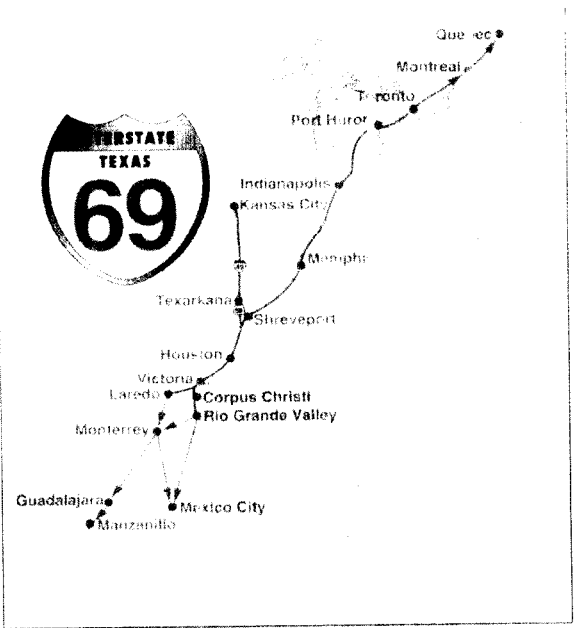 Montreal
Toronto
Port Huron
TERSTATE
TEXAS
69
Indianapolis
Kansas City
Memphis
Texarkana
Shreveport
Houston
Victoria
Laredo
Corpus Christi
Rio Grande Valley
Monterrey
Guadalajara
Mexico City
Manzanillo